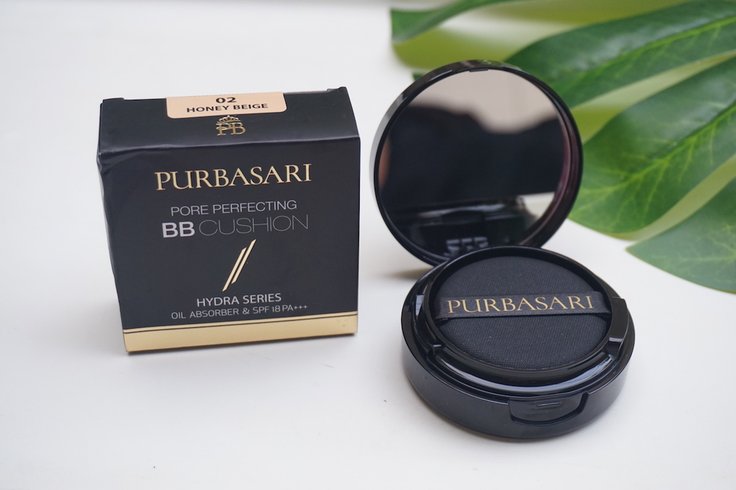 02
HONEY BEIGE
PB
PURBASARI
PORE PERFECTING
BB CUSHION
HYDRA SERIES
OIL ABSORBER & SPF 18 PA+++
PURBASARI